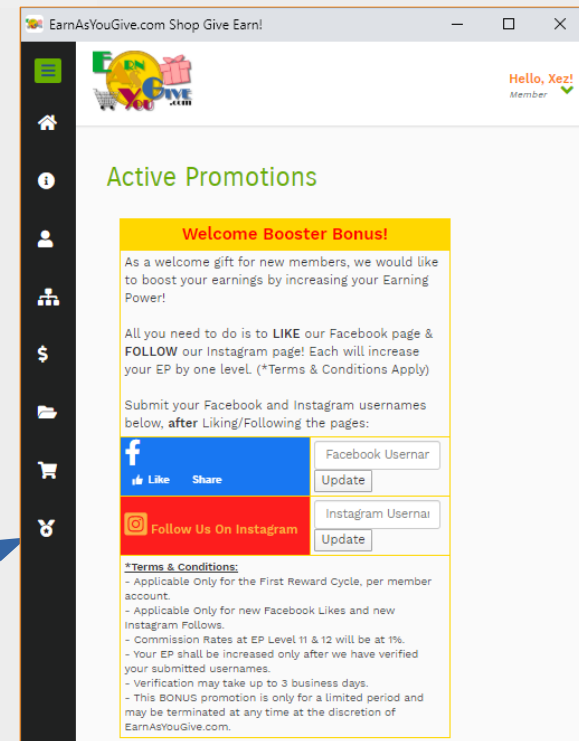 EarnAsYouGive.com Shop Give Earn!
EARN
AS
YOU GIVE
.COM
Hello, Xez!
Member
Active Promotions
Welcome Booster Bonus!
As a welcome gift for new members, we would like
to boost your earnings by increasing your Earning
Power!
All you need to do is to LIKE our Facebook page &
FOLLOW our Instagram page! Each will increase
your EP by one level. (*Terms & Conditions Apply)
Submit your Facebook and Instagram usernames
below, after Liking/Following the pages:
f
Like Share
Facebook Usernar
Update
Follow Us On Instagram
Instagram Usernai
Update
*Terms & Conditions:
- Applicable Only for the First Reward Cycle, per member
account.
- Applicable Only for new Facebook Likes and new
Instagram Follows.
- Commission Rates at EP Level 11 & 12 will be at 1%.
- Your EP shall be increased only after we have verified
your submitted usernames.
- Verification may take up to 3 business days.
- This BONUS promotion is only for a limited period and
may be terminated at any time at the discretion of
EarnAsYouGive.com.